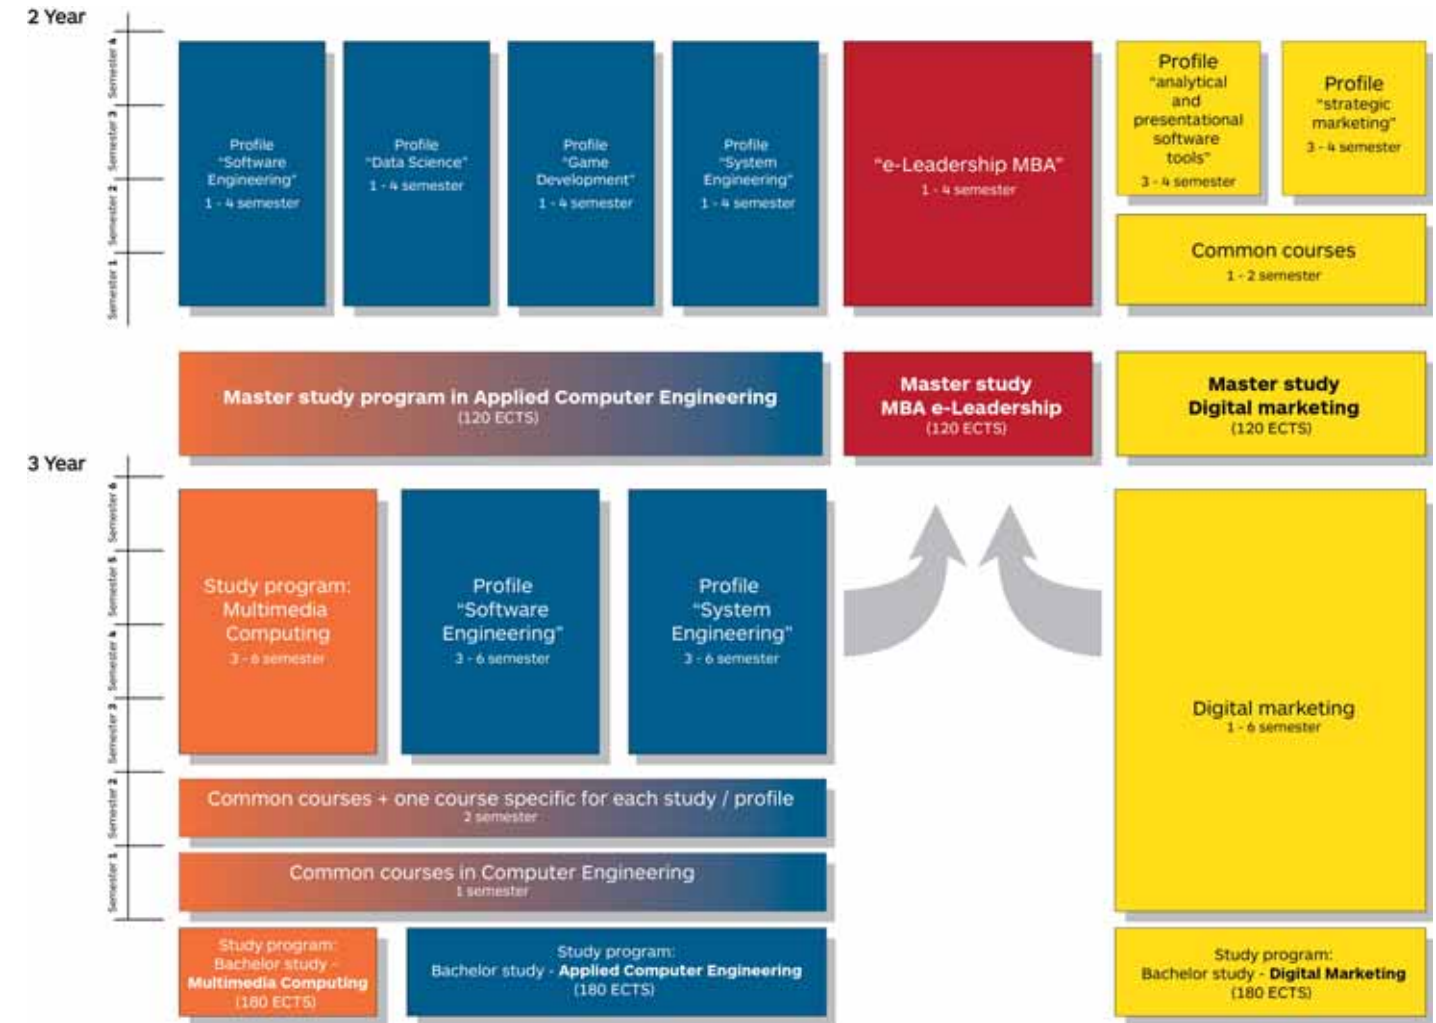 2 Year
Semester 4
Semester 3
Semester 2
Semester 1
Profile
"Software
Engineering"
1 - 4 semester
Profile
"Data Science"
1 - 4 semester
Profile
"Game
Development"
1 - 4 semester
Profile
"System
Engineering"
1 - 4 semester
"e-Leadership MBA"
1 - 4 semester
Profile
"analytical
and
presentational
software
tools"
3 - 4 semester
Profile
"strategic
marketing"
3 - 4 semester
Common courses
1 - 2 semester
Master study program in Applied Computer Engineering
(120 ECTS)
Master study
MBA e-Leadership
(120 ECTS)
Master study
Digital marketing
(120 ECTS)
3 Year
Semester 6
Semester 5
Semester 4
Semester 3
Semester 2
Semester 1
Study program:
Multimedia
Computing
3 - 6 semester
Profile
"Software
Engineering"
3 - 6 semester
Profile
"System
Engineering"
3 - 6 semester
Digital marketing
1 - 6 semester
Common courses + one course specific for each study / profile
2 semester
Common courses in Computer Engineering
1 semester
Study program:
Bachelor study -
Multimedia Computing
(180 ECTS)
Study program:
Bachelor study - Applied Computer Engineering
(180 ECTS)
Study program:
Bachelor study - Digital Marketing
(180 ECTS)